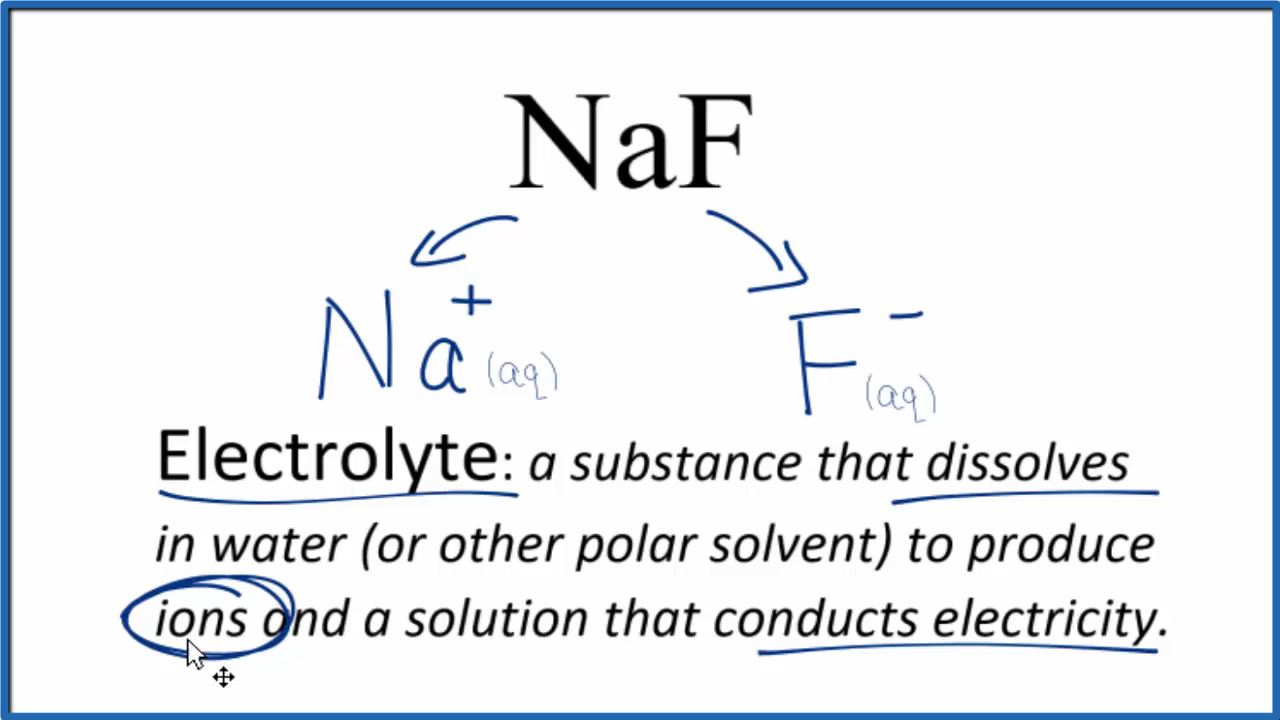 NaF
Na+(aq) F-(aq)
Electrolyte: a substance that dissolves
in water (or other polar solvent) to produce
ions and a solution that conducts electricity.